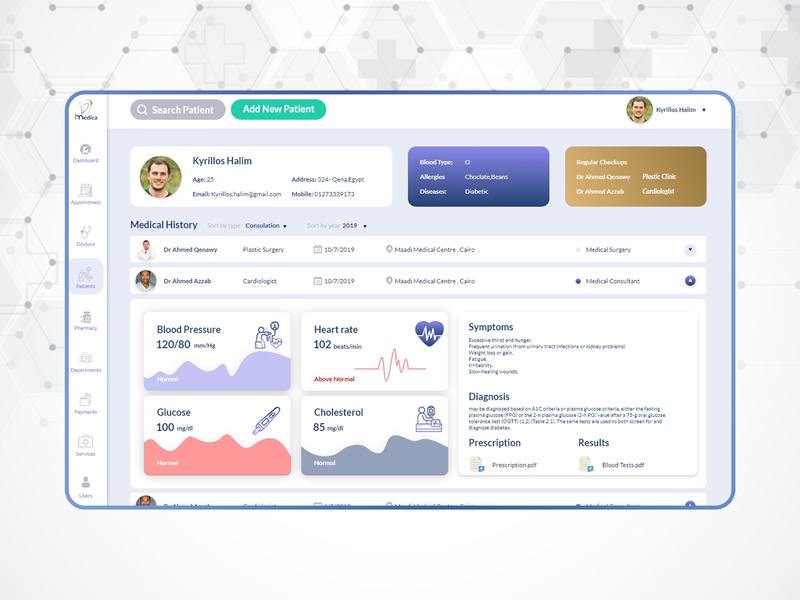 Medica
Search Patient
Add New Patient
Kyrillos Halim
Dashboard
Appointmets
Doctors
Patients
Pharmacy
Departments
Payments
Services
Users
Kyrillos Halim
Age: 25
Address: 324- Qena,Egypt
Email: Kyrillos.halim@gmail.com
Mobile: 01273339173
Blood Type: O
Allergies Choclate,Beans
Diseases: Diabetic
Regular Checkups
Dr Ahmed Qenawy Plastic Clinic
Dr Ahmed Azzab Cardiologist
Medical History Sort by type Consulation Sort by year 2019
Dr Ahmed Qenawy Plastic Surgery 10/7/2019 Maadi Medical Centre , Cairo Medical Surgery
Dr Ahmed Azzab Cardiologist 10/7/2019 Maadi Medical Centre , Cairo Medical Consultant
Blood Pressure
120/80 mm/Hg
Normal
Heart rate
102 beats/min
Above Normal
Glucose
100 mg/dl
Normal
Cholesterol
85 mg/dl
Normal
Symptoms
Excessive thirst and hunger.
Frequent urination (from urinary tract infections or kidney problems)
Weight loss or gain.
Fatigue.
Irritability.
Slow-healing wounds.
Diagnosis
may be diagnosed based on A1C criteria or plasma glucose criteria, either the fasting
plasma glucose (FPG) or the 2-h plasma glucose (2-h PG) value after a 75-g oral glucose
tolerance test (OGTT) (1,2) (Table 2.1). The same tests are used to both screen for and
diagnose diabetes.
Prescription
Results
Prescription.pdf
Blood Tests.pdf